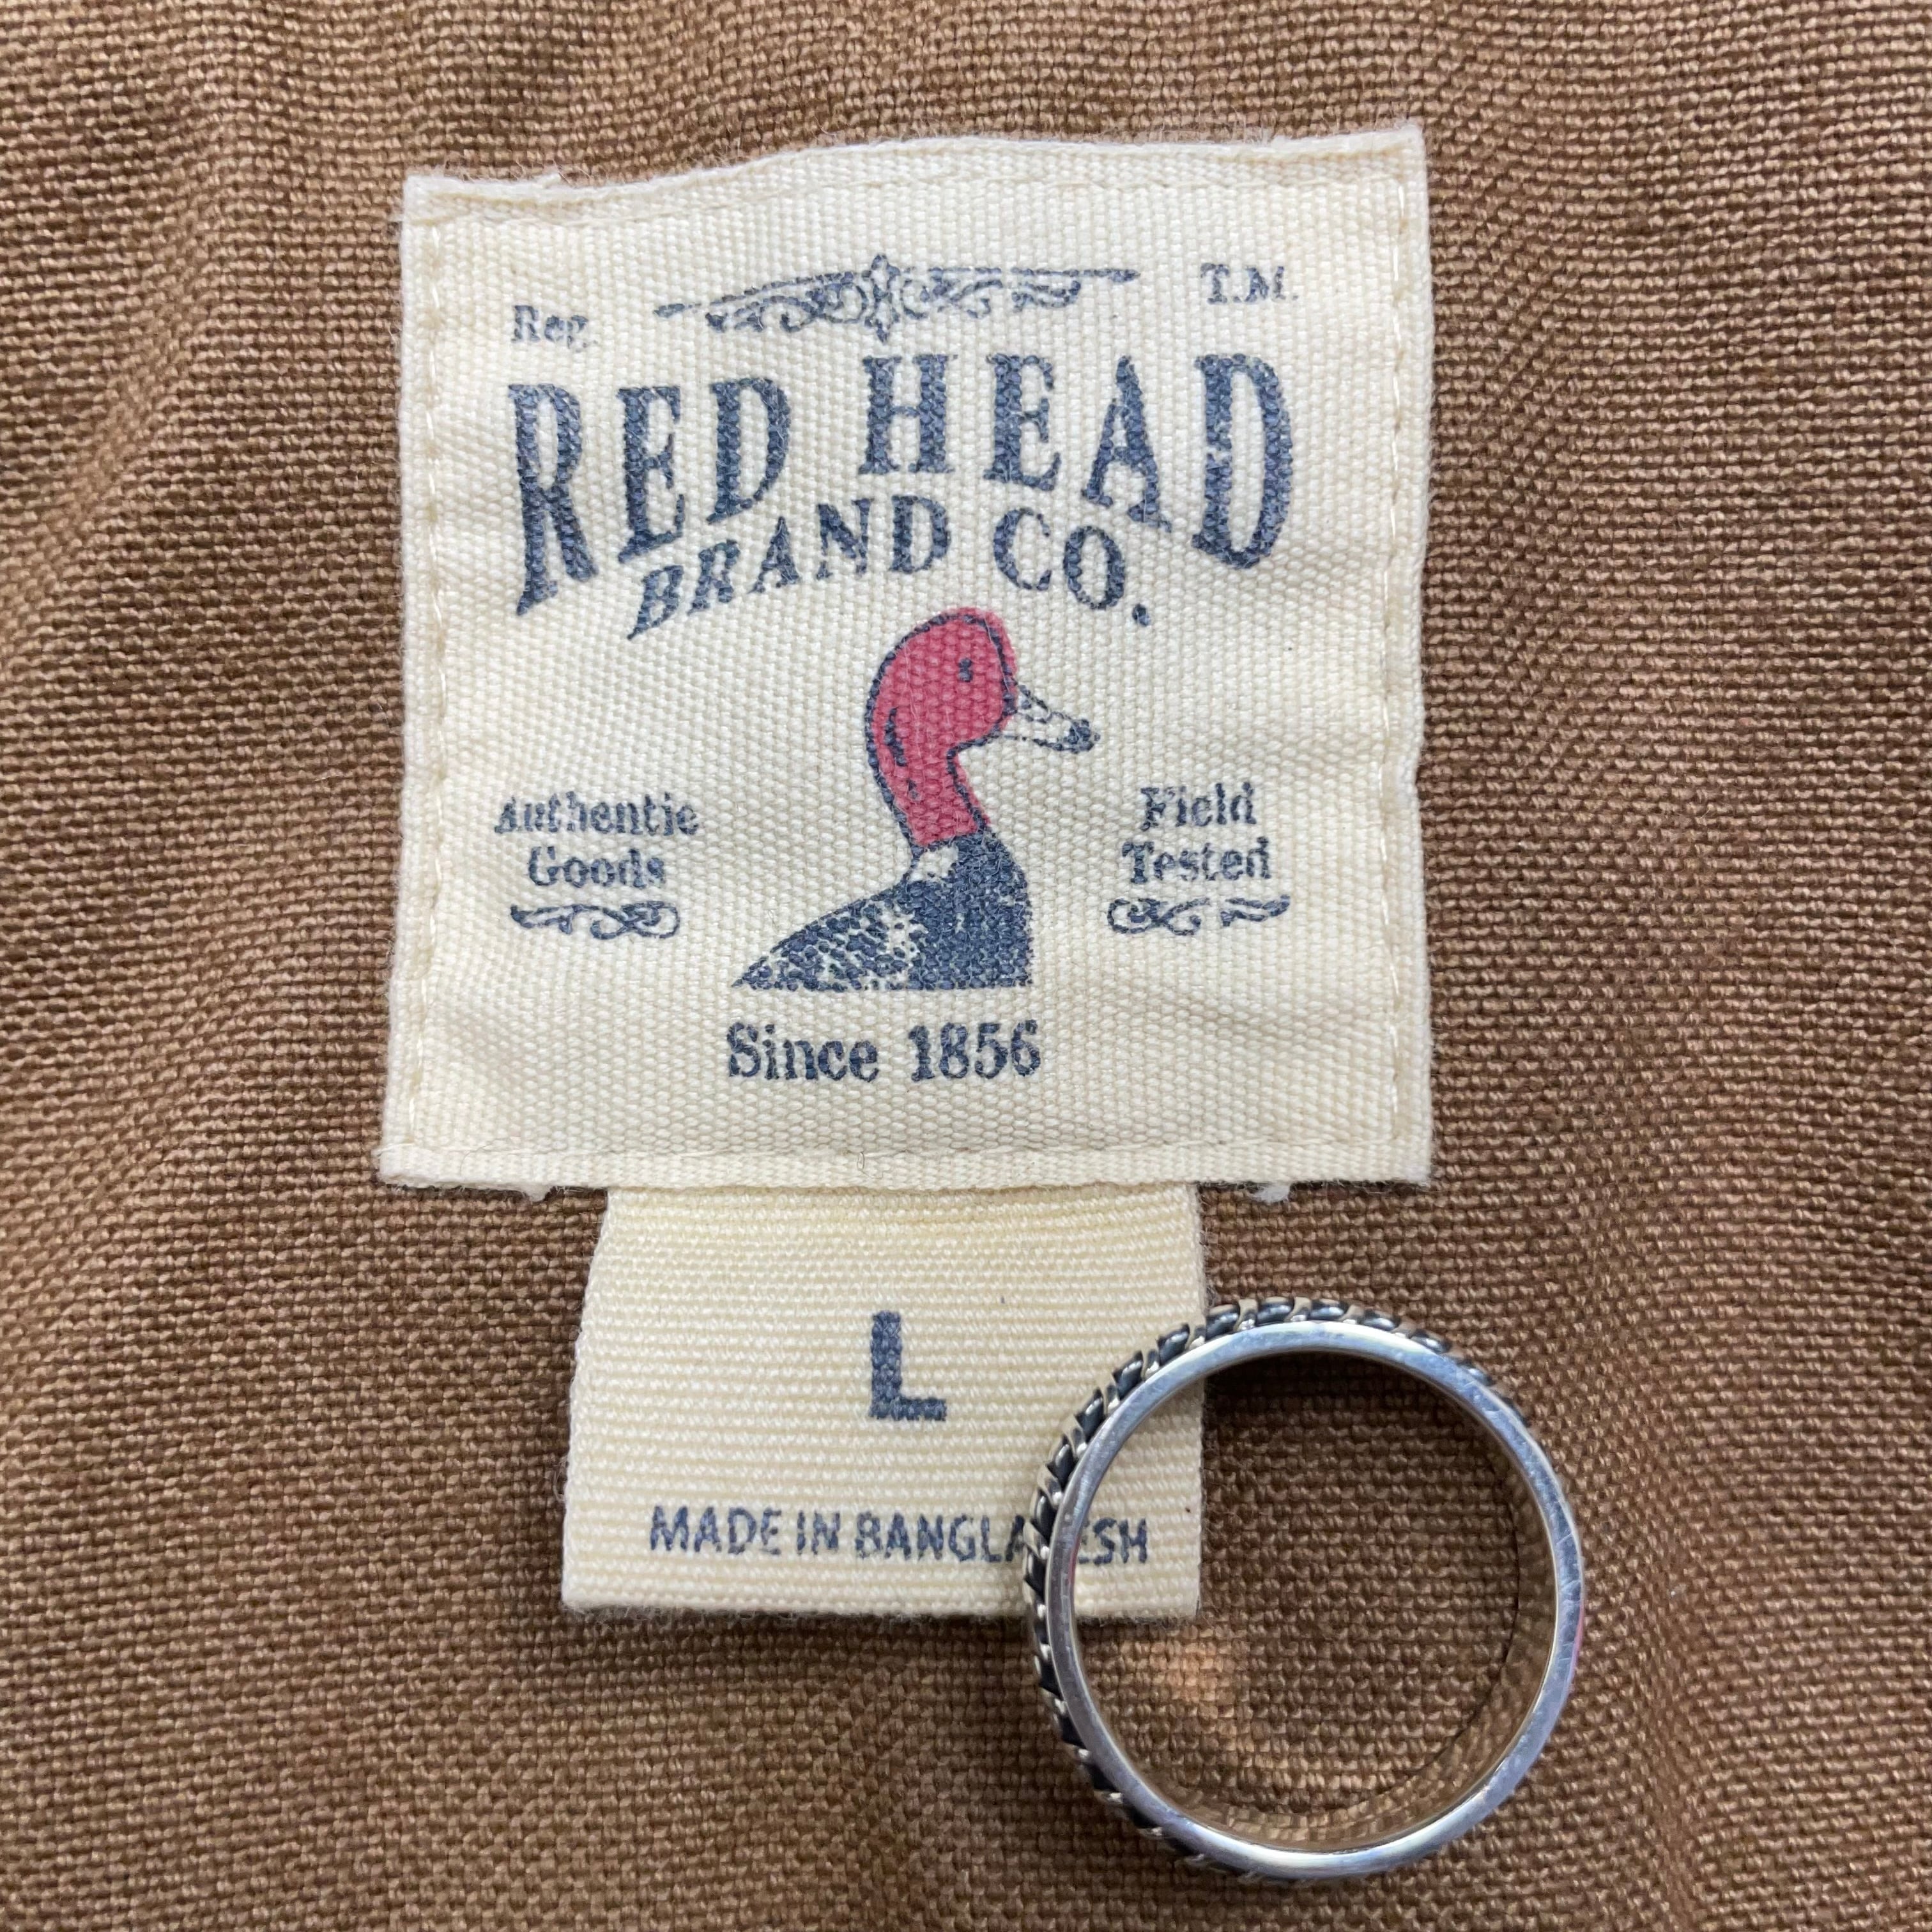 Reg. T.M.
RED HEAD
BRAND CO.
Authentic
Goods
Field
Tested
Since 1856
L
MADE IN